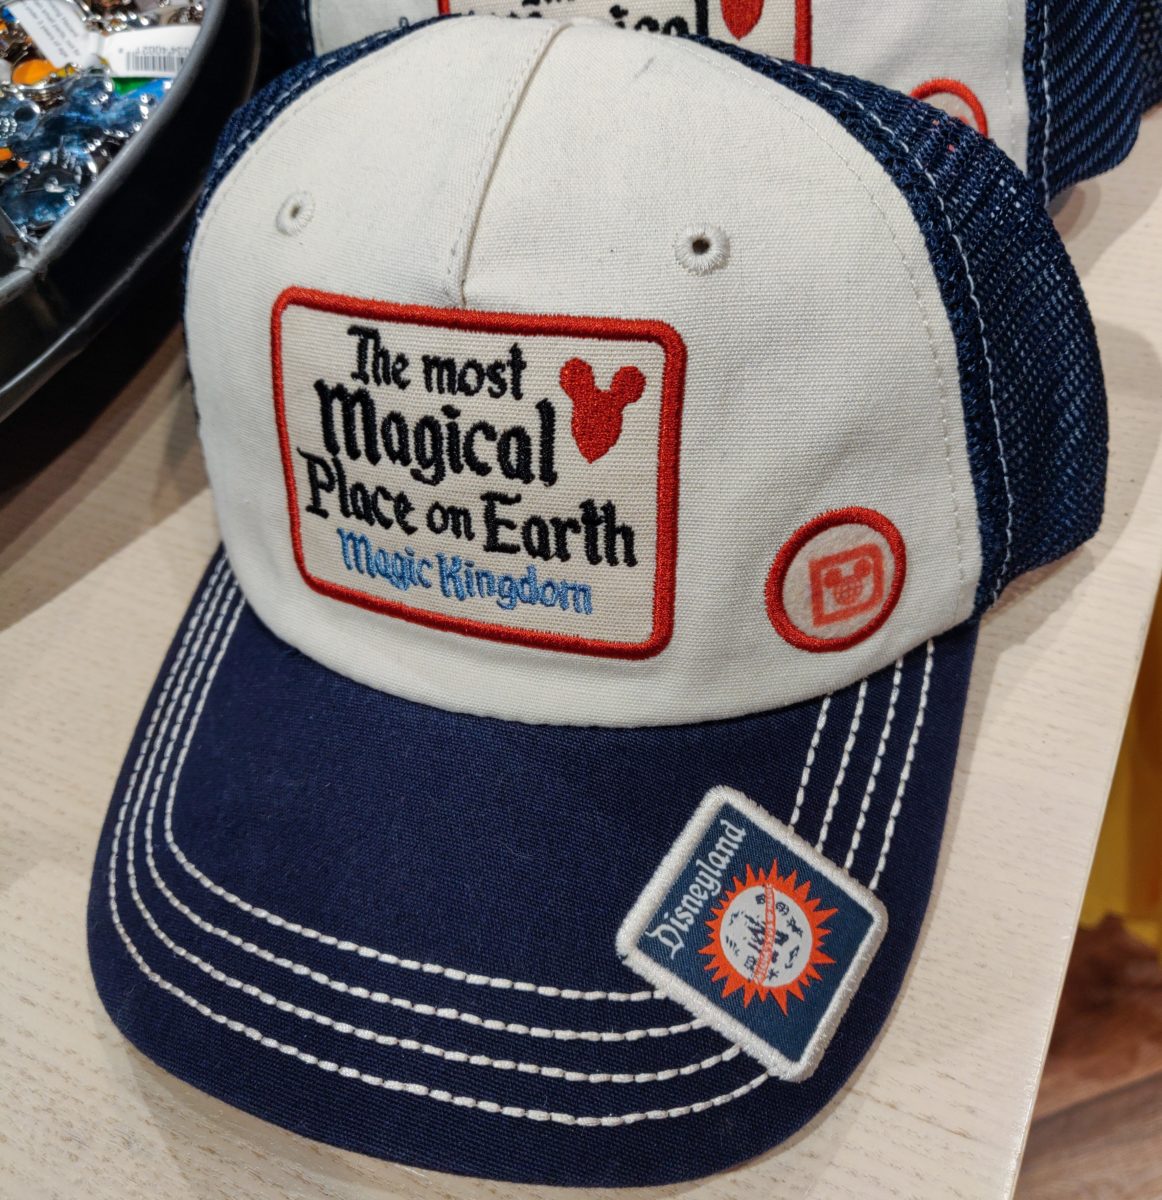 The most
Magical
Place on Earth
Magic Kingdom
Disneyland